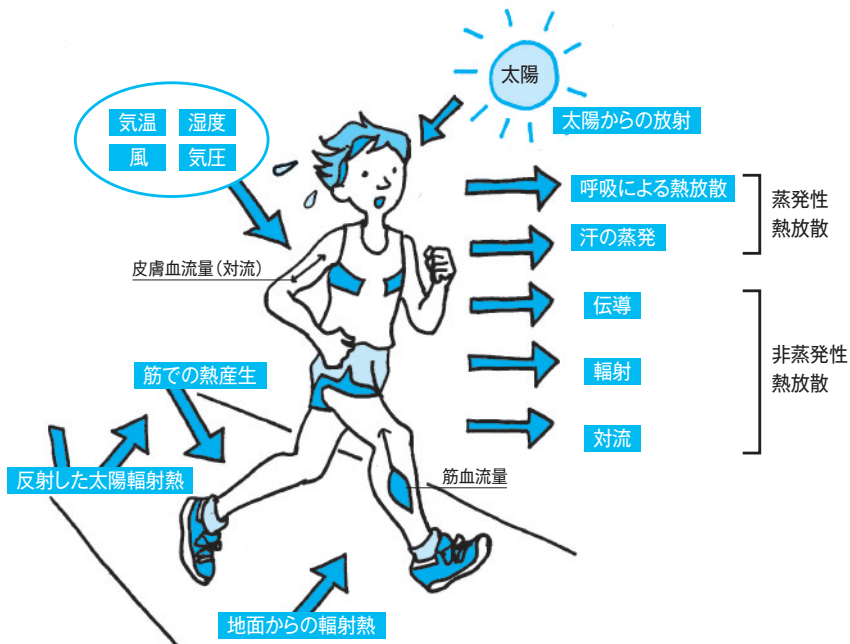 太陽
太陽からの放射
気温 湿度
風 気圧
呼吸による熱放散
汗の蒸発
蒸発性
熱放散
皮膚血流量(対流)
伝導
輻射
対流
非蒸発性
熱放散
筋での熱産生
反射した太陽輻射熱
筋血流量
地面からの輻射熱